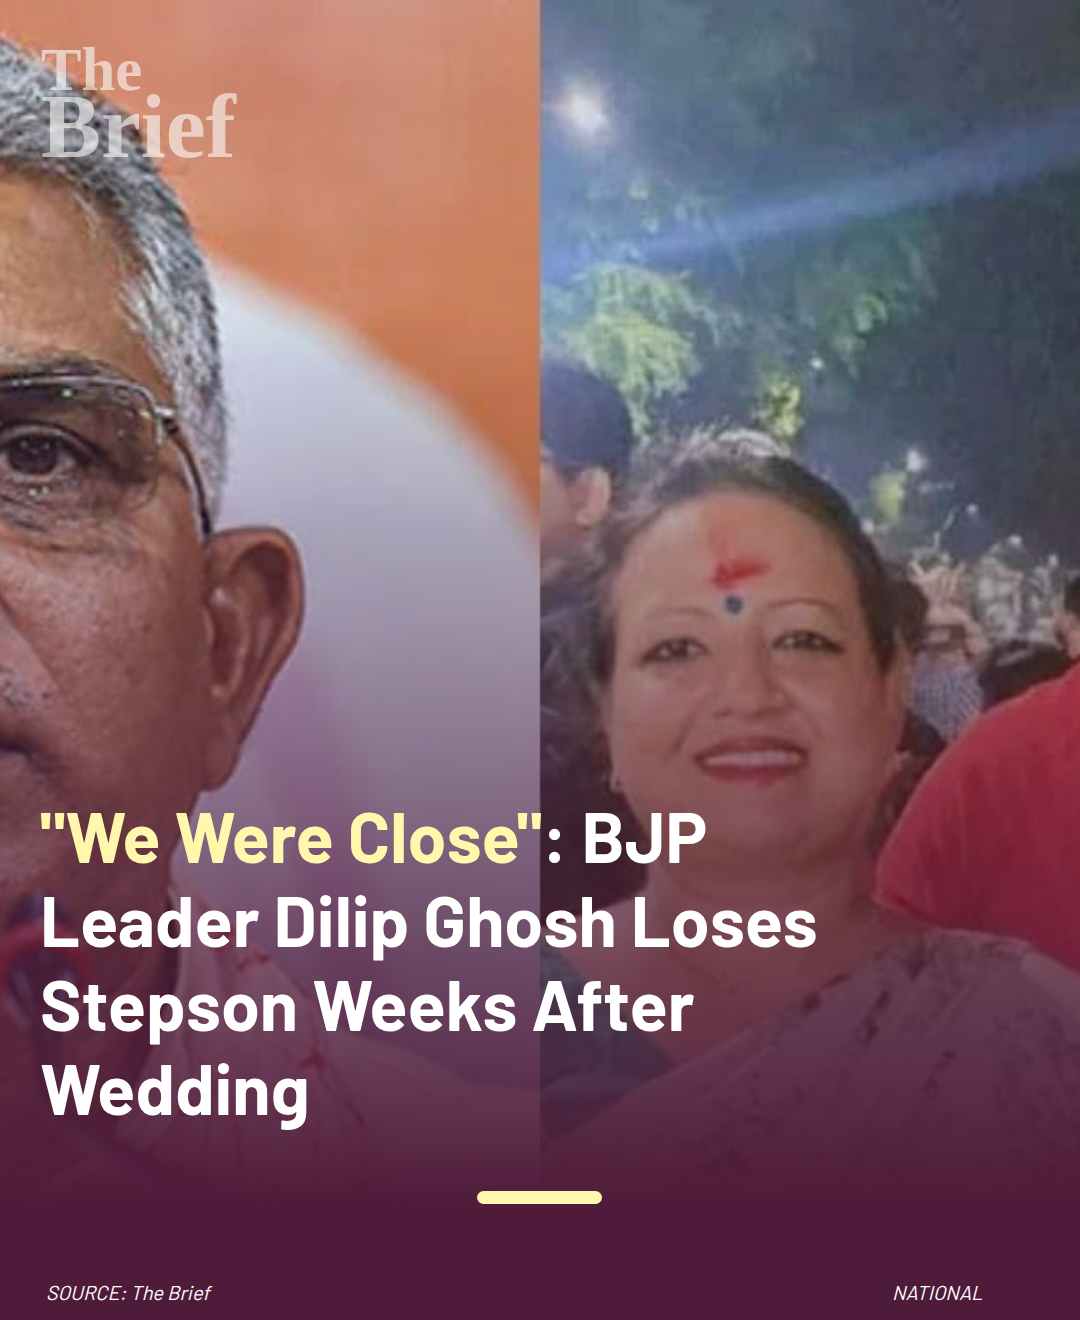 The
Brief
"We Were Close": BJP
Leader Dilip Ghosh Loses
Stepson Weeks After
Wedding
SOURCE: The Brief
NATIONAL